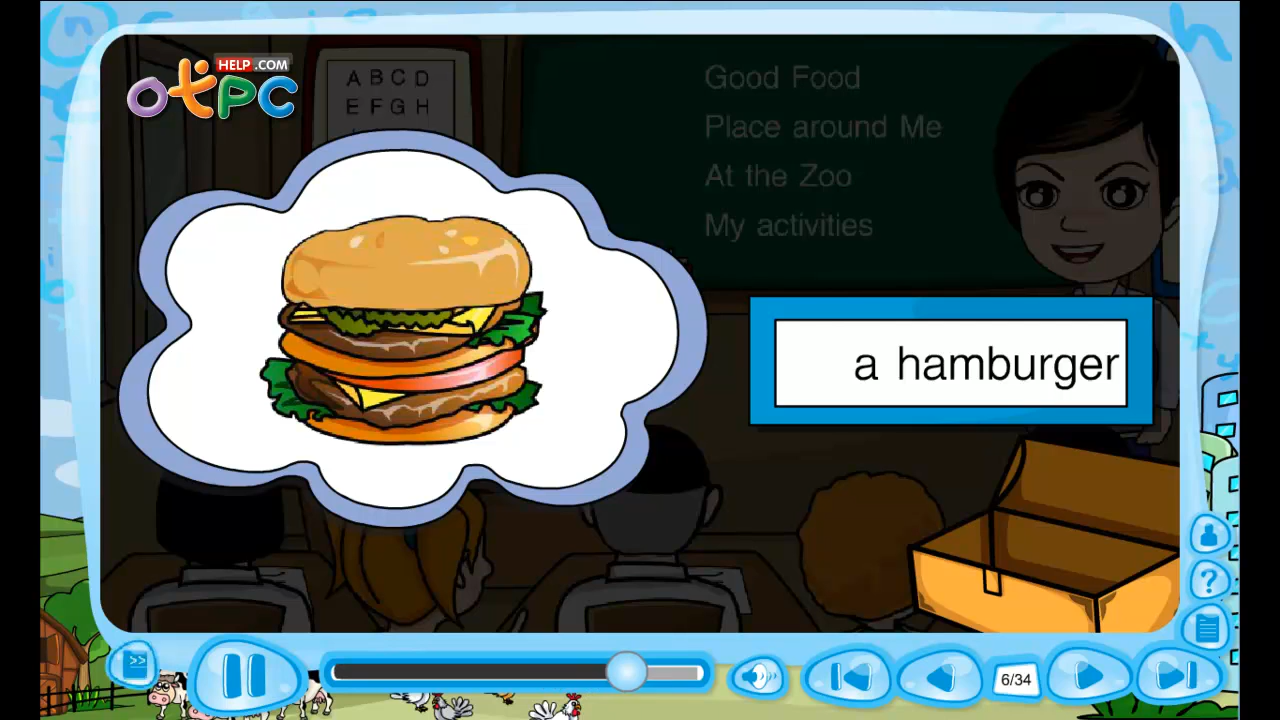 HELP.COM
OTPC
A B C D
E F G H
Good Food
Place around Me
At the Zoo
My activities
a hamburger
>>
?
6/34